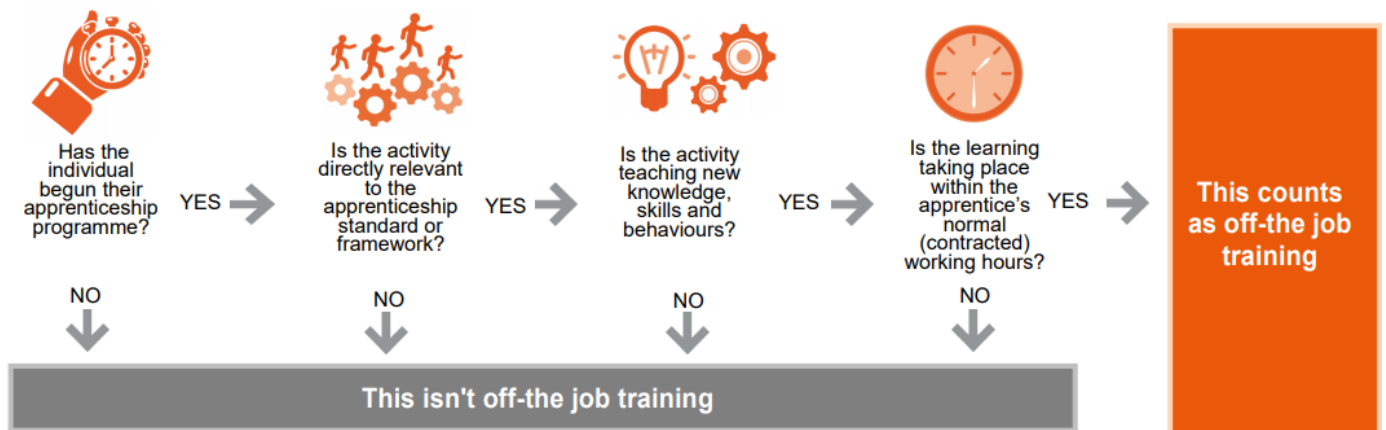 Has the
individual
begun their
apprenticeship
programme?
YES
Is the activity
directly relevant
to the
apprenticeship
standard or
framework?
YES
Is the activity
teaching new
knowledge,
skills and
behaviours?
YES
Is the learning
taking place
within the
apprentice's
normal
(contracted)
working hours?
YES
This counts
as off-the job
training
NO
NO
NO
NO
This isn't off-the job training